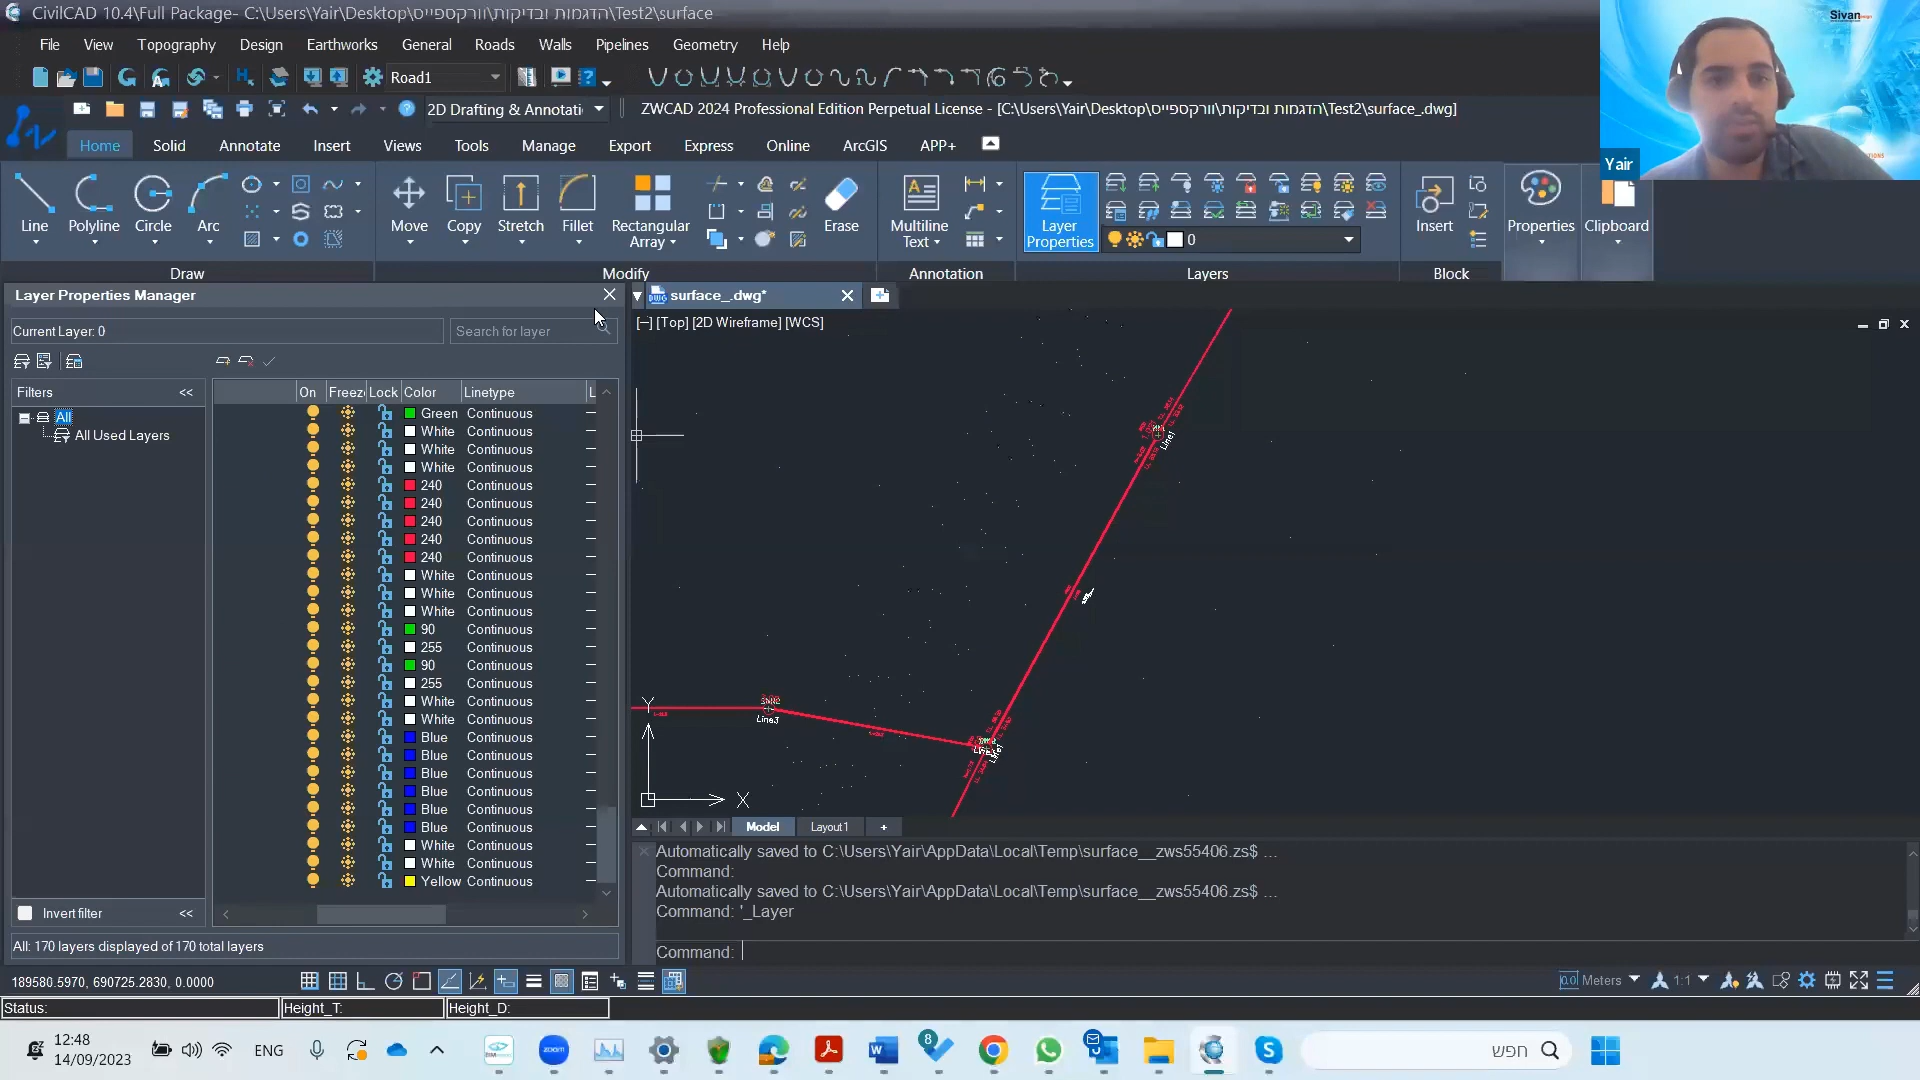 CivilCAD 10.4\Full Package- C:\Users\Yair\Desktop\הדגמות ובדיקות\וורקספייס\Test2\surface
File View Topography Design Earthworks General Roads Walls Pipelines Geometry Help
Road1
2D Drafting & Annotati
ZWCAD 2024 Professional Edition Perpetual License - [C:\Users\Yair\Desktop\הדגמות ובדיקות\וורקספייס\Test2\surface_.dwg]
Sivan
Yair
Home Solid Annotate Insert Views Tools Manage Export Express Online ArcGIS APP+
Line Polyline Circle Arc
Move Copy Stretch Fillet Rectangular Array Erase
Multiline Text
Layer Properties
0
Insert Properties Clipboard
Draw Modify Annotation Layers Block
Layer Properties Manager
surface_.dwg*
Current Layer: 0
Search for layer
[−] [Top] [2D Wireframe] [WCS]
Filters <<
On Freez Lock Color Linetype L
All
All Used Layers
Green Continuous
White Continuous
White Continuous
White Continuous
240 Continuous
240 Continuous
240 Continuous
240 Continuous
240 Continuous
White Continuous
White Continuous
White Continuous
90 Continuous
255 Continuous
90 Continuous
255 Continuous
White Continuous
White Continuous
Blue Continuous
Blue Continuous
Blue Continuous
Blue Continuous
Blue Continuous
Blue Continuous
White Continuous
White Continuous
Yellow Continuous
Invert filter <<
All: 170 layers displayed of 170 total layers
Line1
Line3
Y
X
Model Layout1 +
Automatically saved to C:\Users\Yair\AppData\Local\Temp\surface__zws55406.zs$ ...
Command:
Automatically saved to C:\Users\Yair\AppData\Local\Temp\surface__zws55406.zs$ ...
Command: '_Layer
Command:
189580.5970, 690725.2830, 0.0000
0.0 Meters 1:1
Status: Height_T: Height_D:
12:48
14/09/2023
ENG
zoom
8
חפש